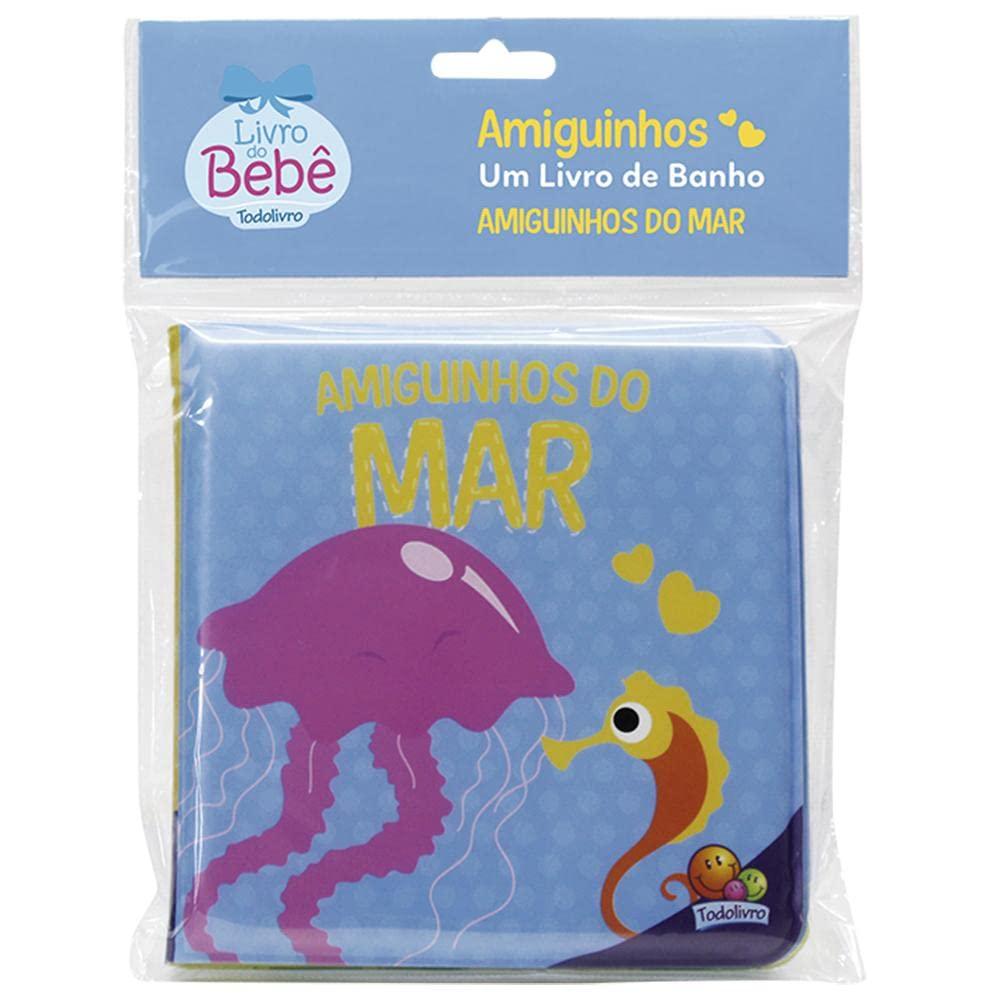 Livro
do
Bebê
Todolivro
Amiguinhos
Um Livro de Banho
AMIGUINHOS DO MAR
AMIGUINHOS DO
MAR
Todolivro